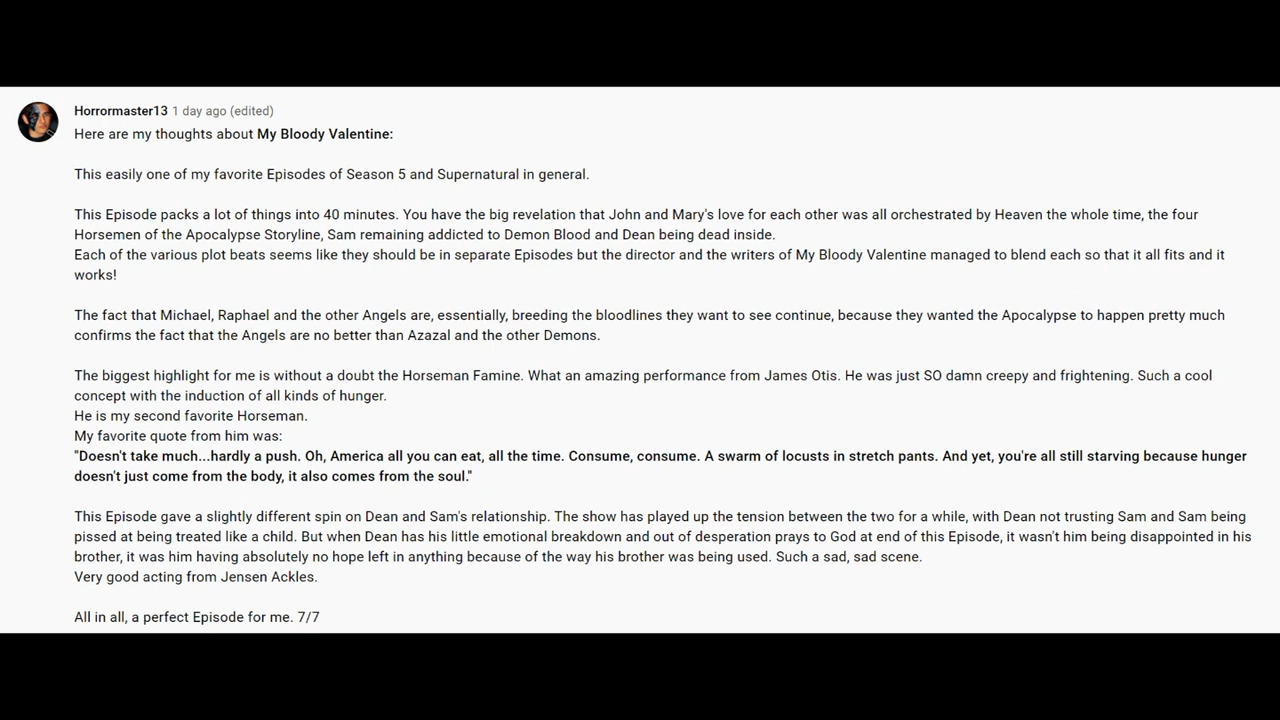 Horrormaster13 1 day ago (edited)
Here are my thoughts about My Bloody Valentine:
This easily one of my favorite Episodes of Season 5 and Supernatural in general.
This Episode packs a lot of things into 40 minutes. You have the big revelation that John and Mary's love for each other was all orchestrated by Heaven the whole time, the four
Horsemen of the Apocalypse Storyline, Sam remaining addicted to Demon Blood and Dean being dead inside.
Each of the various plot beats seems like they should be in separate Episodes but the director and the writers of My Bloody Valentine managed to blend each so that it all fits and it
works!
The fact that Michael, Raphael and the other Angels are, essentially, breeding the bloodlines they want to see continue, because they wanted the Apocalypse to happen pretty much
confirms the fact that the Angels are no better than Azazal and the other Demons.
The biggest highlight for me is without a doubt the Horseman Famine. What an amazing performance from James Otis. He was just SO damn creepy and frightening. Such a cool
concept with the induction of all kinds of hunger.
He is my second favorite Horseman.
My favorite quote from him was:
"Doesn't take much...hardly a push. Oh, America all you can eat, all the time. Consume, consume. A swarm of locusts in stretch pants. And yet, you're all still starving because hunger
doesn't just come from the body, it also comes from the soul."
This Episode gave a slightly different spin on Dean and Sam's relationship. The show has played up the tension between the two for a while, with Dean not trusting Sam and Sam being
pissed at being treated like a child. But when Dean has his little emotional breakdown and out of desperation prays to God at end of this Episode, it wasn't him being disappointed in his
brother, it was him having absolutely no hope left in anything because of the way his brother was being used. Such a sad, sad scene.
Very good acting from Jensen Ackles.
All in all, a perfect Episode for me. 7/7